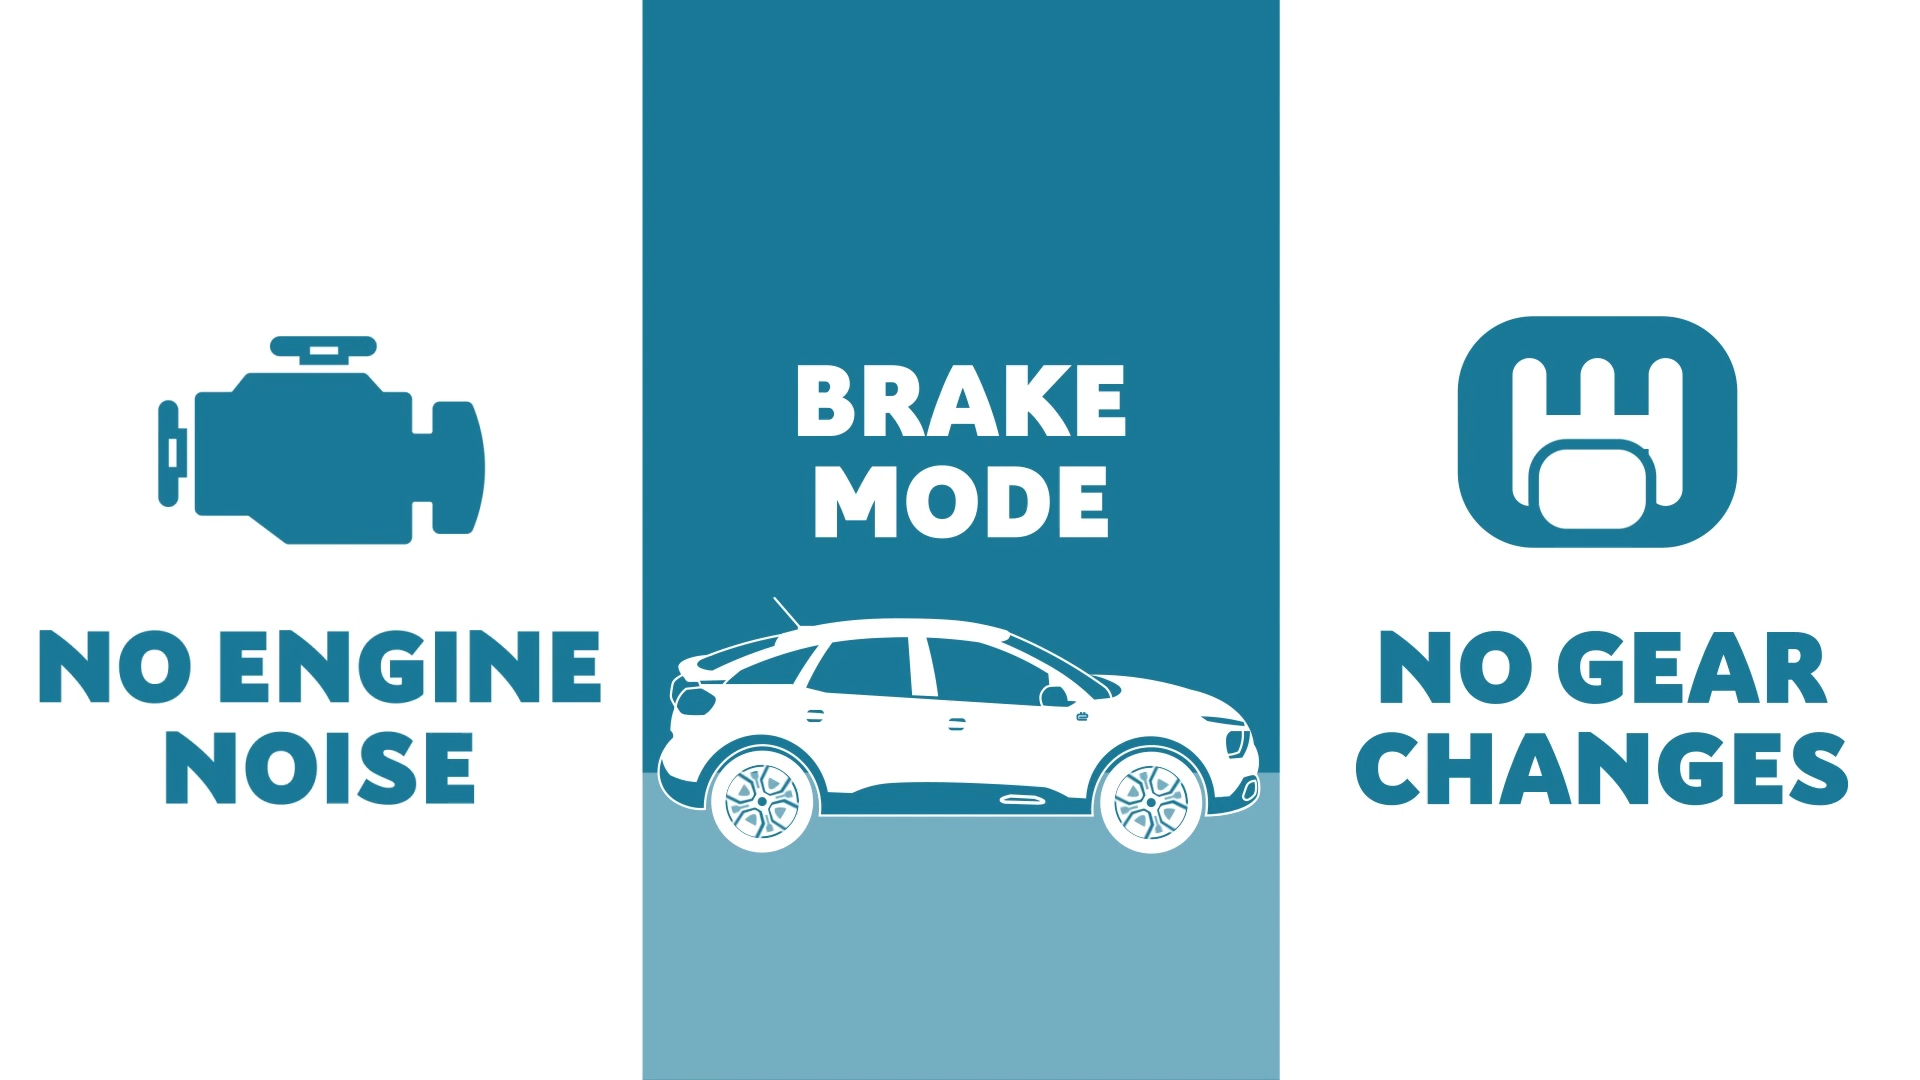 NO ENGINE
NOISE
BRAKE
MODE
NO GEAR
CHANGES